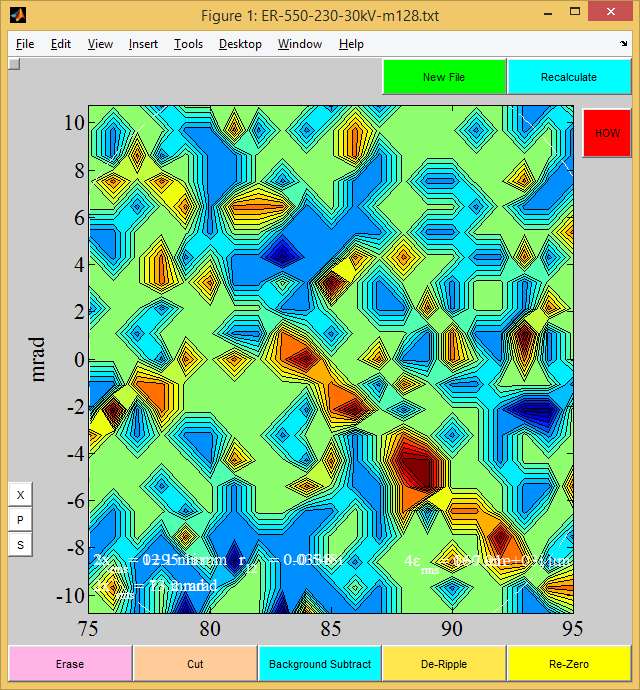 Figure 1: ER-550-230-30kV-m128.txt
File Edit View Insert Tools Desktop Window Help
New File Recalculate
HOW
10
8
6
4
2
0
-2
-4
-6
-8
-10
mrad
X
P
S
75 80 85 90 95
Erase Cut Background Subtract De-Ripple Re-Zero